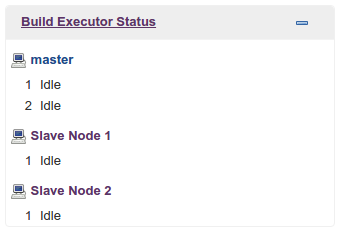 Build Executor Status
master
1 Idle
2 Idle
Slave Node 1
1 Idle
Slave Node 2
1 Idle